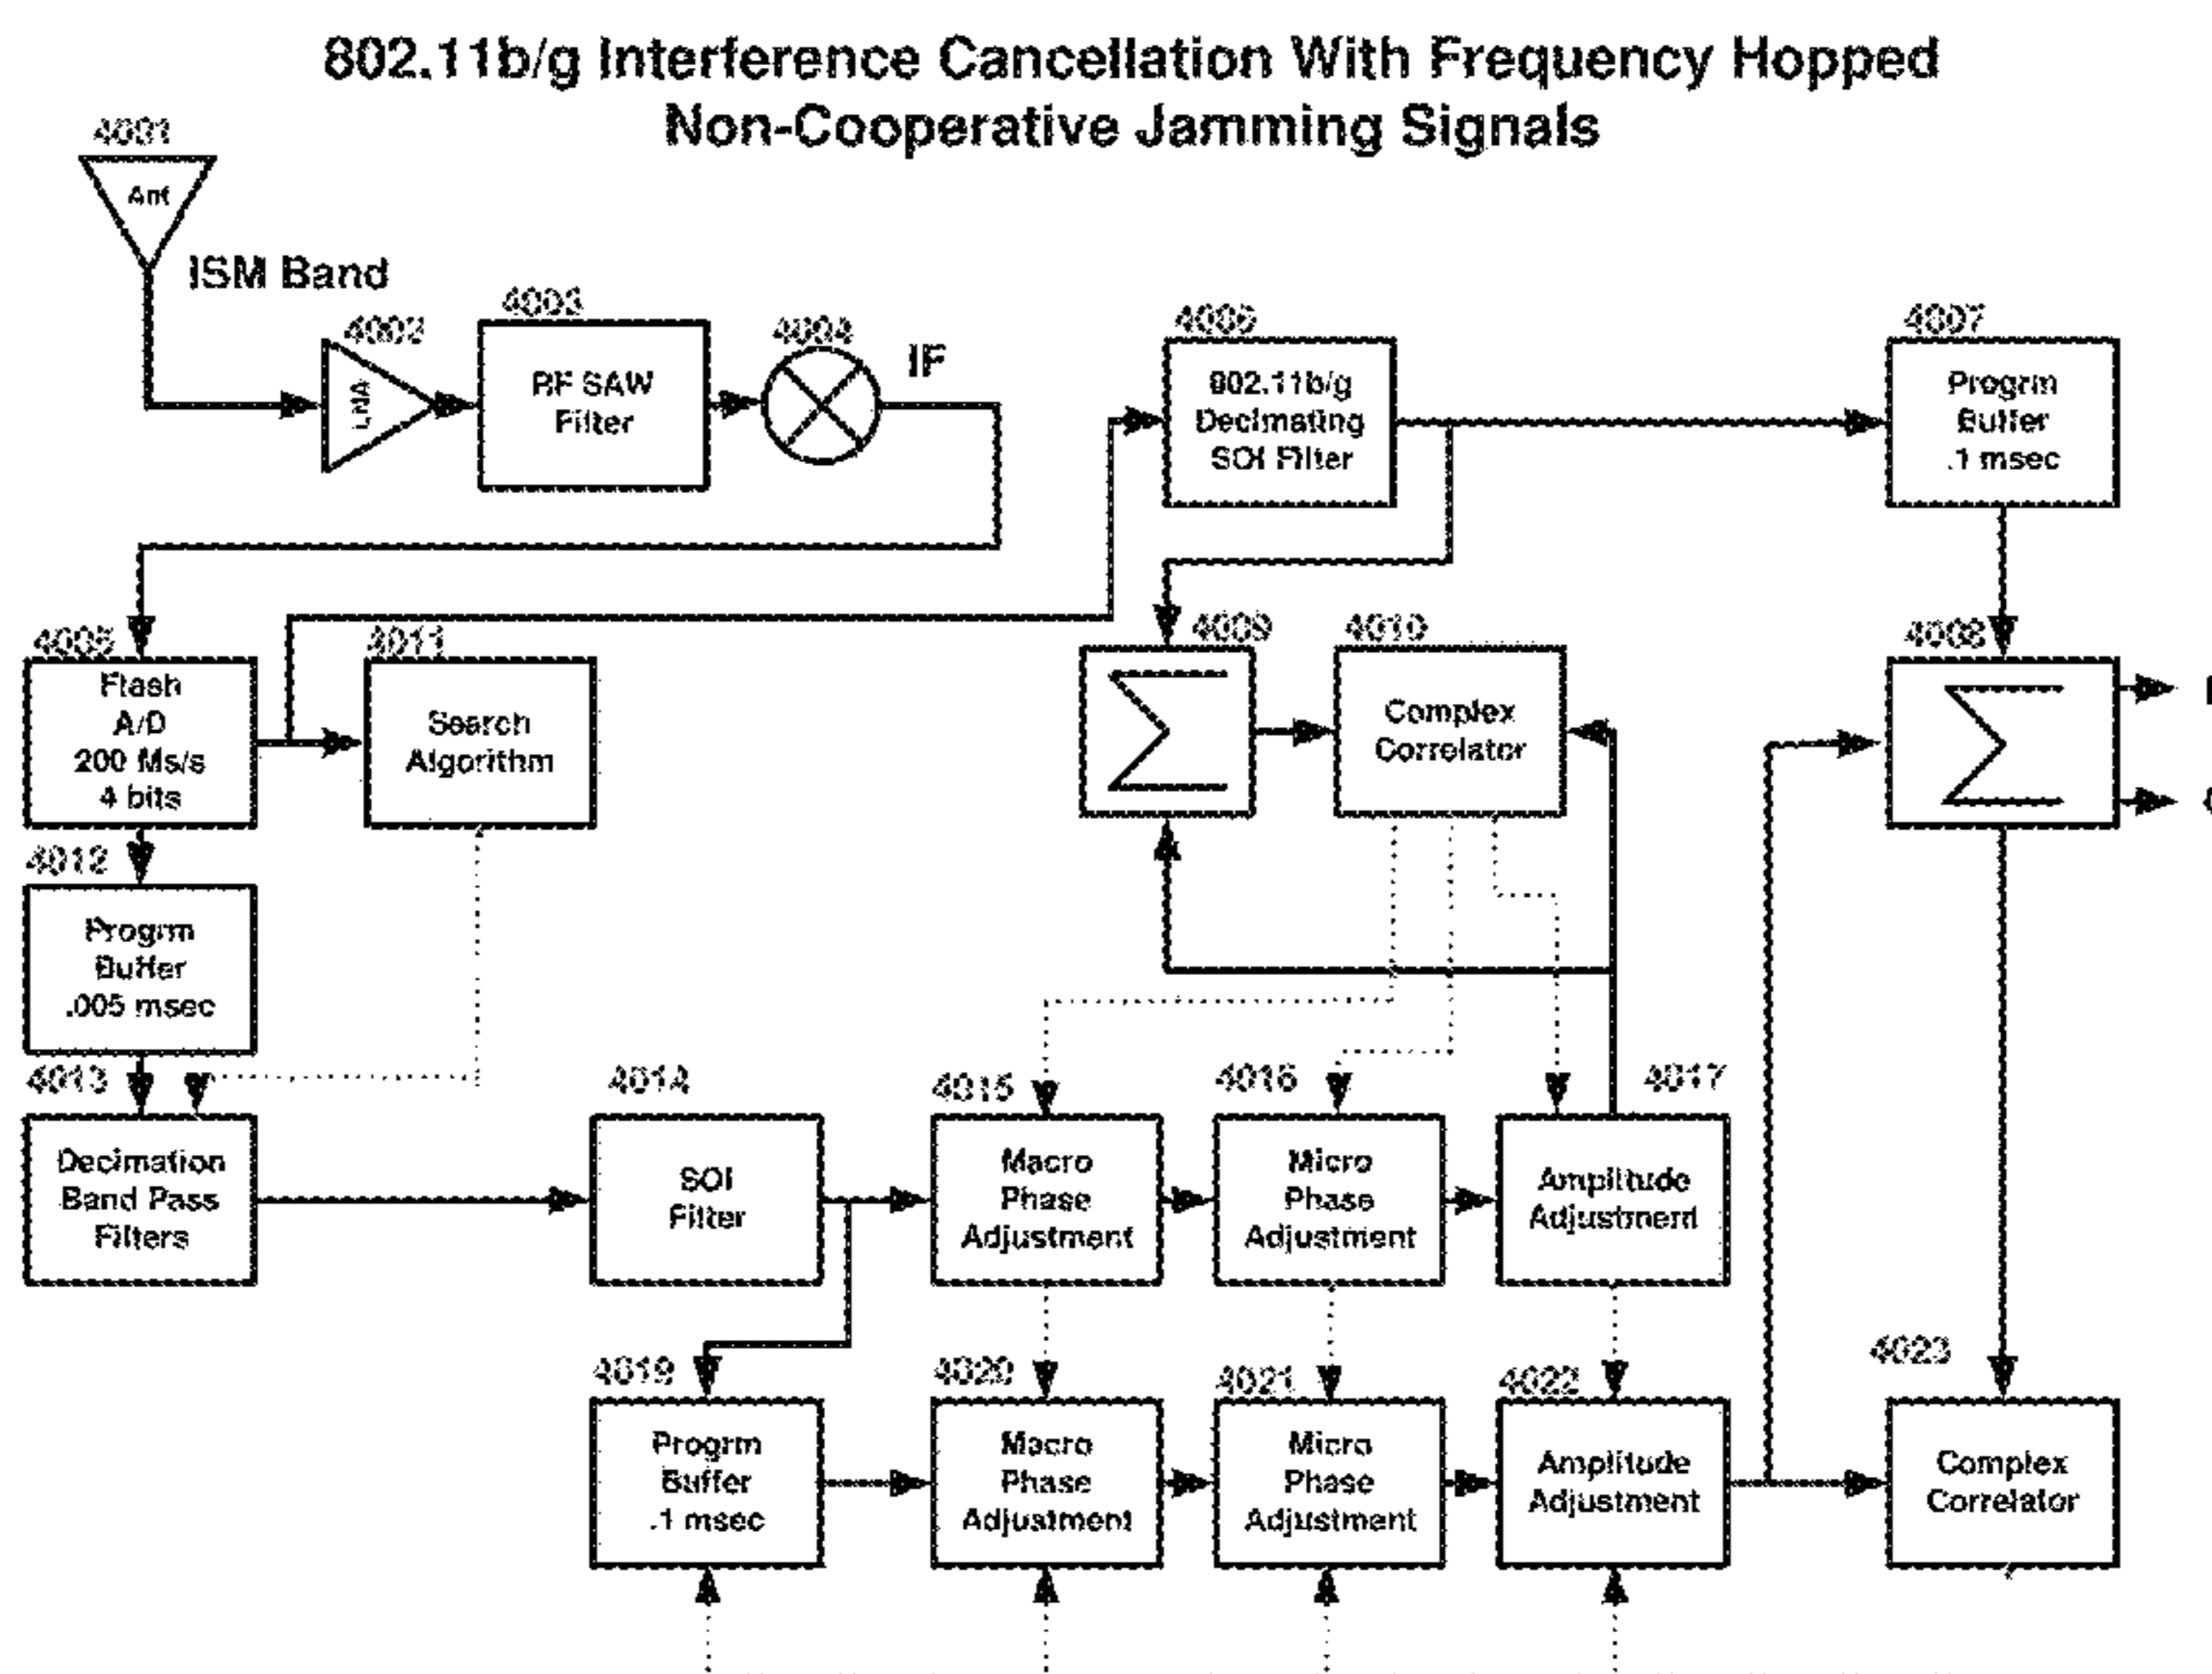 802.11b/g Interference Cancellation With Frequency Hopped
Non-Cooperative Jamming Signals
4001
Ant
ISM Band
4002
LNA
4003
RF SAW
Filter
4004
IF
4006
802.11b/g
Decimating
SOI Filter
4007
Progrm
Buffer
.1 msec
4005
Flash
A/D
200 Ms/s
4 bits
4011
Search
Algorithm
4009
4010
Complex
Correlator
4008
4012
Progrm
Buffer
.005 msec
4013
Decimation
Band Pass
Filters
4014
SOI
Filter
4015
Macro
Phase
Adjustment
4016
Micro
Phase
Adjustment
4017
Amplitude
Adjustment
4019
Progrm
Buffer
.1 msec
4020
Macro
Phase
Adjustment
4021
Micro
Phase
Adjustment
4022
Amplitude
Adjustment
4023
Complex
Correlator